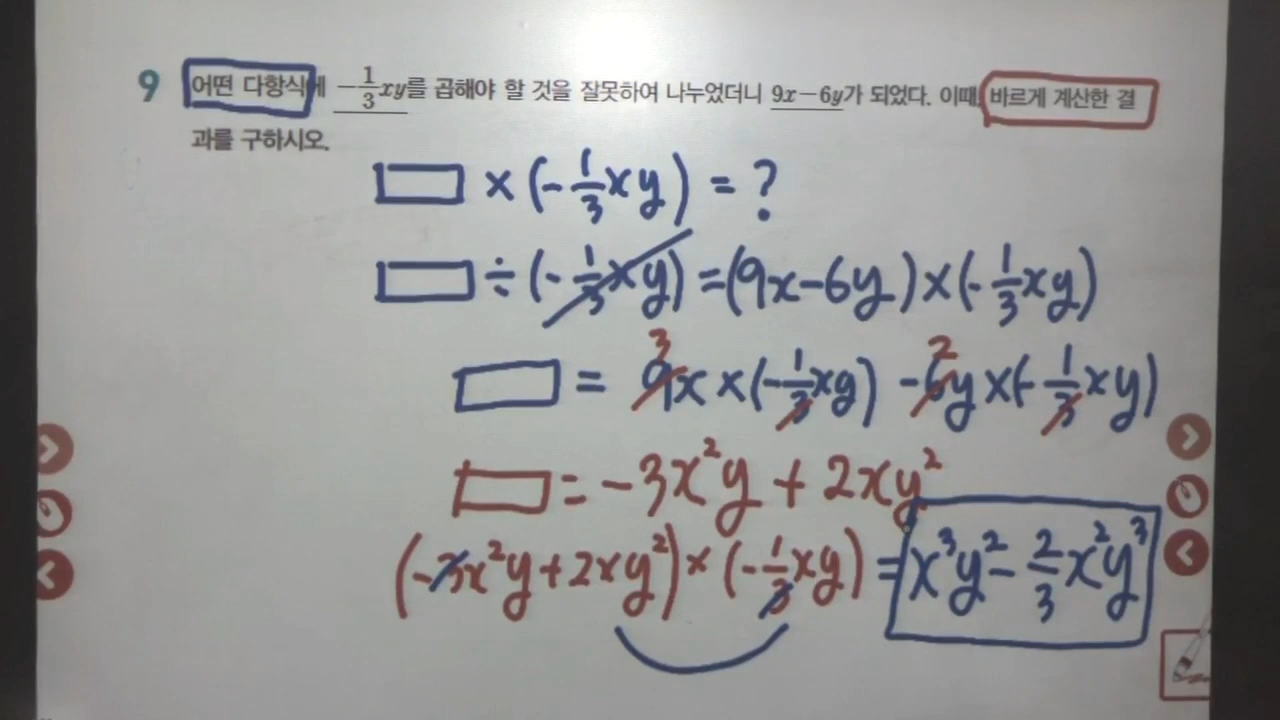 9 어떤 다항식에 −1/3xy를 곱해야 할 것을 잘못하여 나누었더니 9x−6y가 되었다. 이때 바르게 계산한 결
과를 구하시오.
□ × (−1/3xy) = ?
□ ÷ (−1/3xy) = (9x−6y) × (−1/3xy)
3 2
□ = 9x × (−1/3xy) −6y × (−1/3xy)
□ = −3x²y + 2xy²
(−3x²y + 2xy²) × (−1/3xy) = x³y² − 2/3x²y³